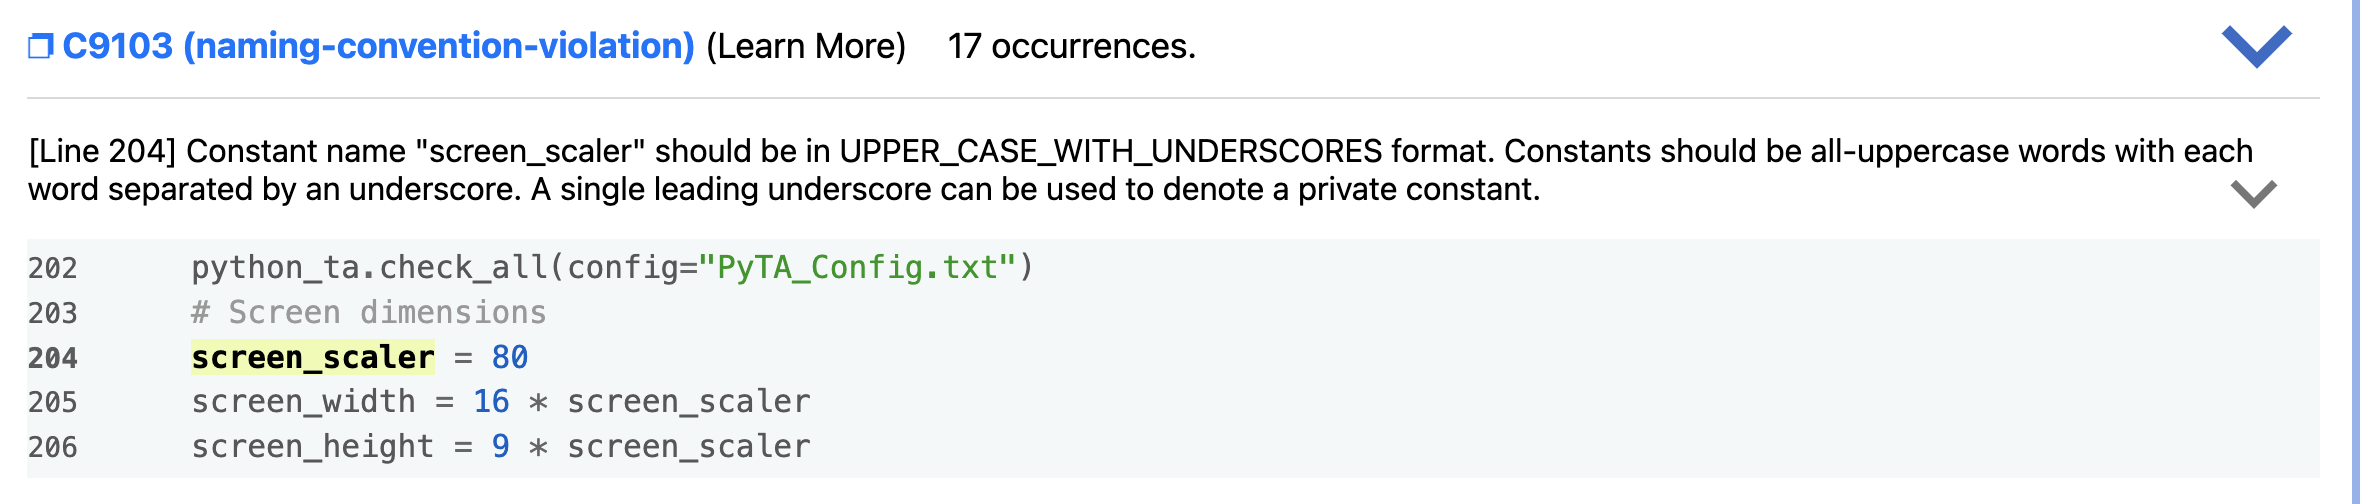 C9103 (naming-convention-violation) (Learn More) 17 occurrences.
[Line 204] Constant name "screen_scaler" should be in UPPER_CASE_WITH_UNDERSCORES format. Constants should be all-uppercase words with each
word separated by an underscore. A single leading underscore can be used to denote a private constant.
202 python_ta.check_all(config="PyTA_Config.txt")
203 # Screen dimensions
204 screen_scaler = 80
205 screen_width = 16 * screen_scaler
206 screen_height = 9 * screen_scaler